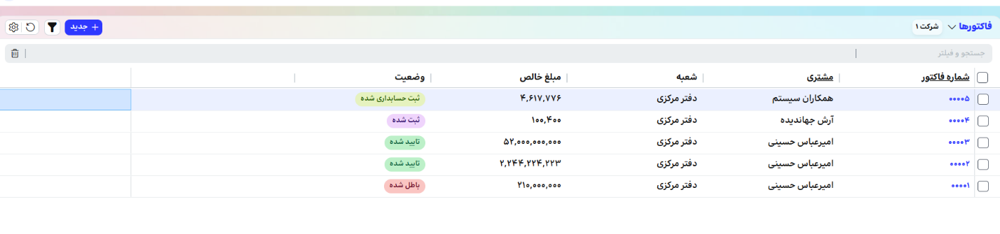 فاکتورها شرکت ۱ + جدید
جستجو و فیلتر
شماره فاکتور مشتری شعبه مبلغ خالص وضعیت
۰۰۰۰۵ همکاران سیستم دفتر مرکزی ۴,۶۱۷,۷۷۶ ثبت حسابداری شده
۰۰۰۰۴ آرش جهاندیده دفتر مرکزی ۱۰۰,۴۰۰ ثبت شده
۰۰۰۰۳ امیرعباس حسینی دفتر مرکزی ۵۲,۰۰۰,۰۰۰,۰۰۰ تایید شده
۰۰۰۰۲ امیرعباس حسینی دفتر مرکزی ۲,۲۴۴,۲۲۴,۲۲۳ تایید شده
۰۰۰۰۱ امیرعباس حسینی دفتر مرکزی ۲۱۰,۰۰۰,۰۰۰ باطل شده